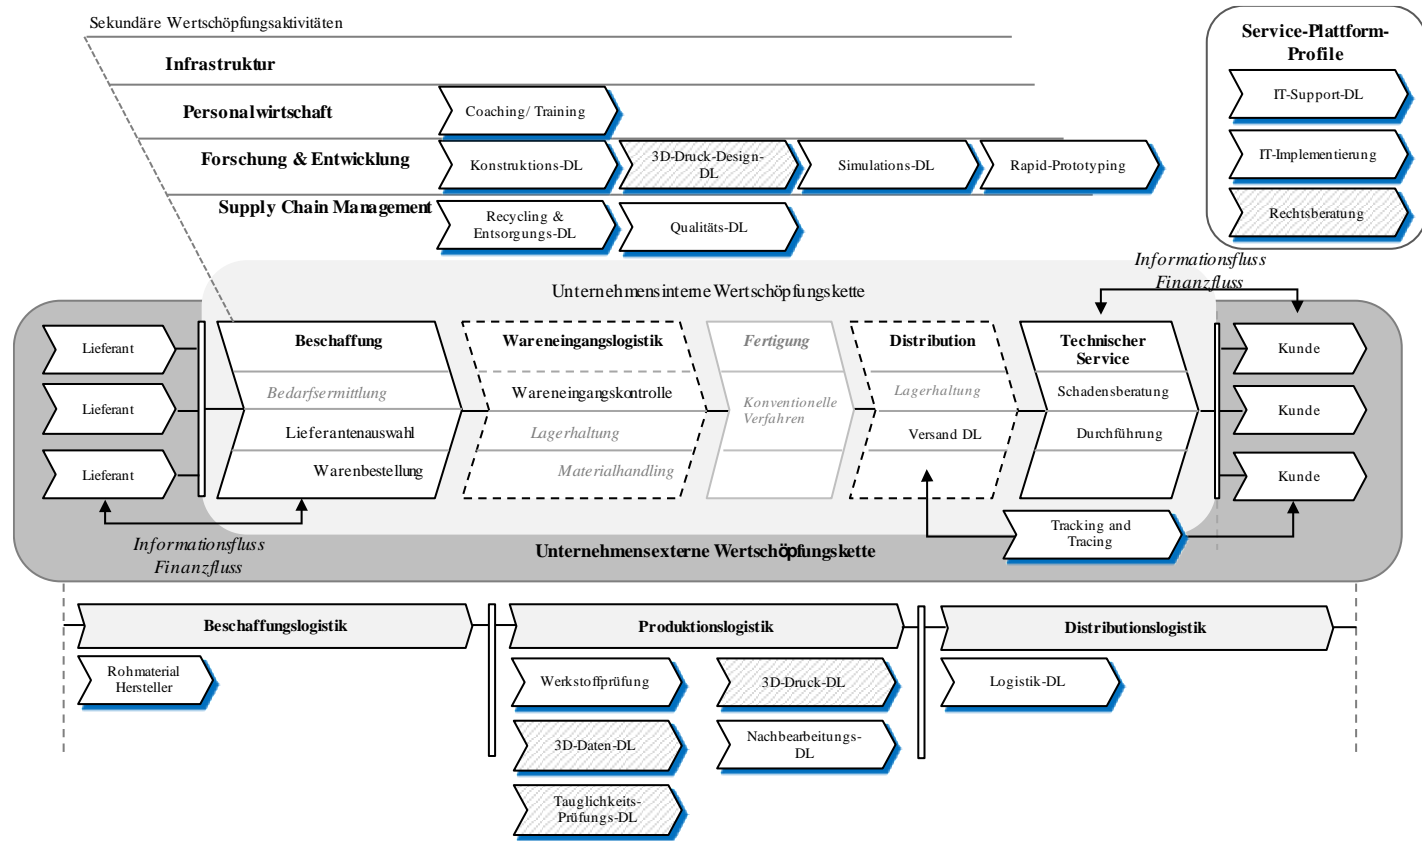 Sekundäre Wertschöpfungsaktivitäten
Infrastruktur
Personalwirtschaft
Coaching/ Training
Forschung & Entwicklung
Konstruktions-DL
3D-Druck-Design-
DL
Simulations-DL
Rapid-Prototyping
Supply Chain Management
Recycling &
Entsorgungs-DL
Qualitäts-DL
Service-Plattform-
Profile
IT-Support-DL
IT-Implementierung
Rechtsberatung
Informationsfluss
Finanzfluss
Unternehmensinterne Wertschöpfungskette
Lieferant
Lieferant
Lieferant
Beschaffung
Bedarfsermittlung
Lieferantenauswahl
Warenbestellung
Wareneingangslogistik
Wareneingangskontrolle
Lagerhaltung
Materialhandling
Fertigung
Konventionelle
Verfahren
Distribution
Lagerhaltung
Versand DL
Technischer
Service
Schadensberatung
Durchführung
Kunde
Kunde
Kunde
Tracking and
Tracing
Informationsfluss
Finanzfluss
Unternehmensexterne Wertschöpfungskette
Beschaffungslogistik
Produktionslogistik
Distributionslogistik
Rohmaterial
Hersteller
Werkstoffprüfung
3D-Druck-DL
Logistik-DL
3D-Daten-DL
Nachbearbeitungs-
DL
Tauglichkeits-
Prüfungs-DL